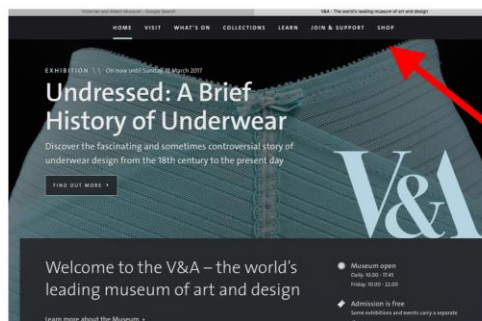 Victoria and Albert Museum - Google Search
V&A · The world's leading museum of art and design
HOME VISIT WHAT'S ON COLLECTIONS LEARN JOIN & SUPPORT SHOP
EXHIBITION \\ On now until Sunday 12 March 2017
Undressed: A Brief
History of Underwear
Discover the fascinating and sometimes controversial story of
underwear design from the 18th century to the present day
FIND OUT MORE
V&A
Welcome to the V&A – the world's
leading museum of art and design
Learn more about the Museum
Museum open
Daily: 10.00 - 17.45
Friday: 10.00 - 22.00
Admission is free
Some exhibitions and events carry a separate